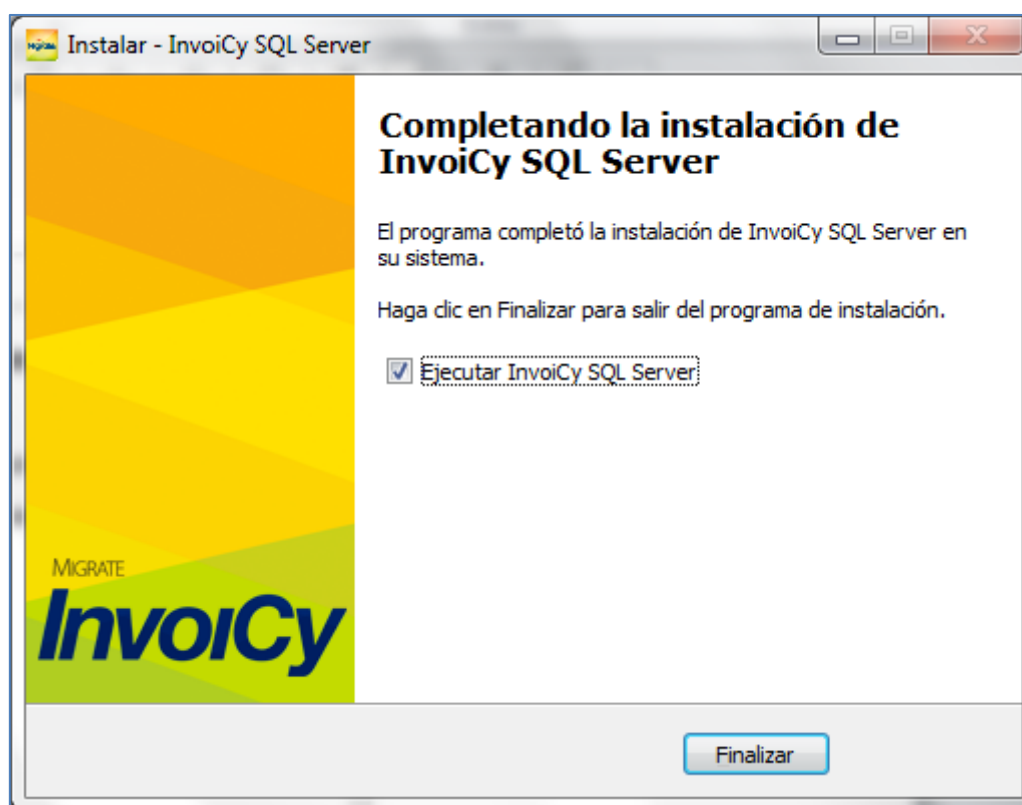 Instalar - InvoiCy SQL Server
Completando la instalación de
InvoiCy SQL Server
El programa completó la instalación de InvoiCy SQL Server en
su sistema.
Haga clic en Finalizar para salir del programa de instalación.
Ejecutar InvoiCy SQL Server
MIGRATE
InvoiCy
Finalizar